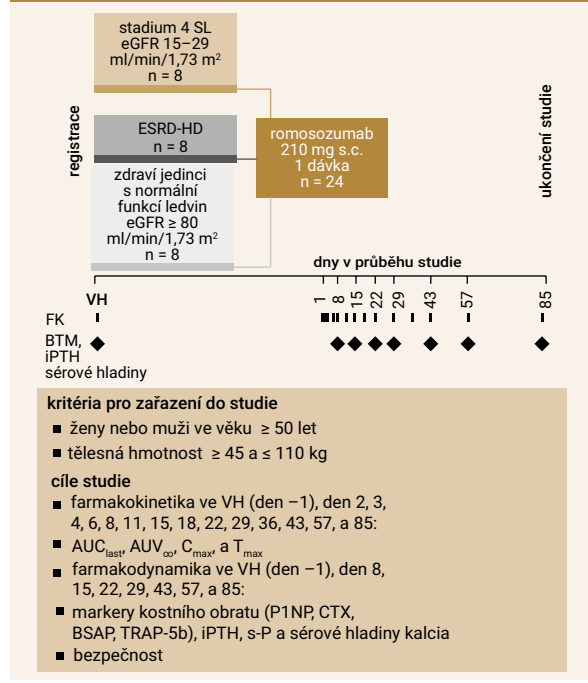 stadium 4 SL
eGFR 15–29
ml/min/1,73 m²
n = 8
registrace
ESRD-HD
n = 8
zdraví jedinci
s normální
funkcí ledvin
eGFR ≥ 80
ml/min/1,73 m²
n = 8
romosozumab
210 mg s.c.
1 dávka
n = 24
ukončení studie
dny v průběhu studie
VH 1 8 15 22 29 43 57 85
FK
BTM,
iPTH
sérové hladiny
kritéria pro zařazení do studie
■ ženy nebo muži ve věku ≥ 50 let
■ tělesná hmotnost ≥ 45 a ≤ 110 kg
cíle studie
■ farmakokinetika ve VH (den −1), den 2, 3,
4, 6, 8, 11, 15, 18, 22, 29, 36, 43, 57, a 85:
■ AUC_last, AUV_∞, C_max, a T_max
■ farmakodynamika ve VH (den −1), den 8,
15, 22, 29, 43, 57, a 85:
■ markery kostního obratu (P1NP, CTX,
BSAP, TRAP-5b), iPTH, s-P a sérové hladiny kalcia
■ bezpečnost